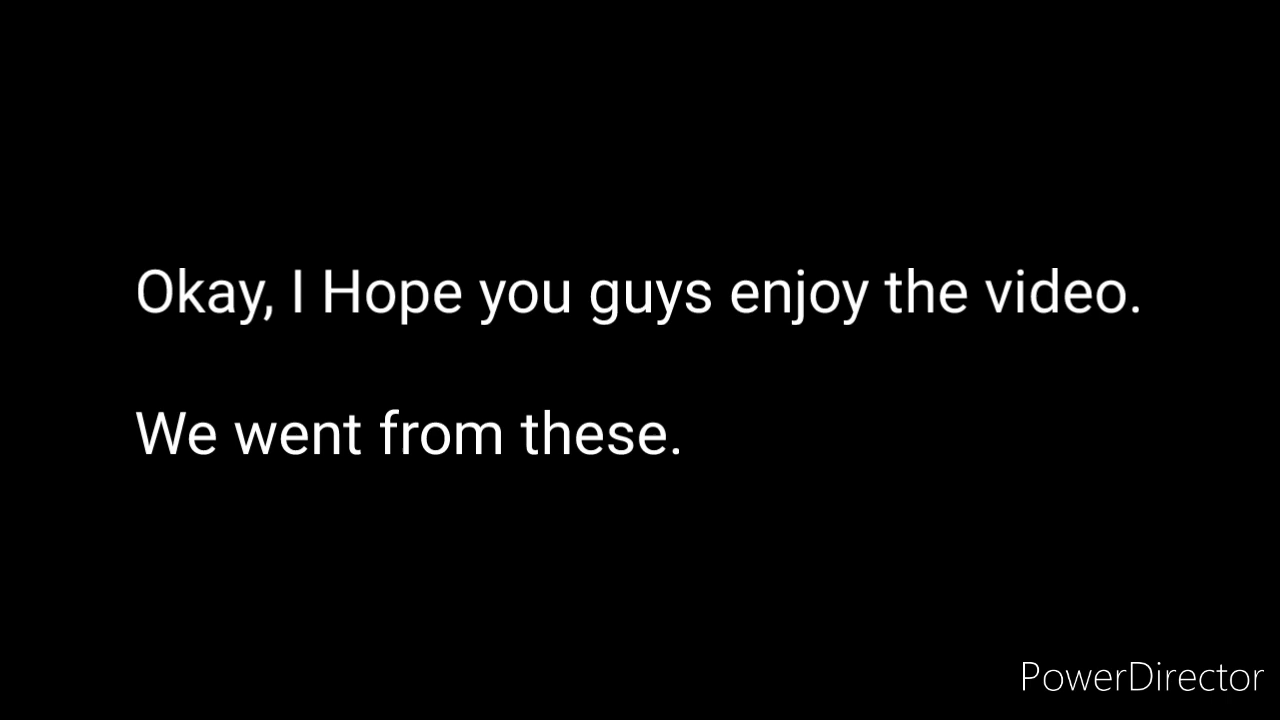 Okay, I Hope you guys enjoy the video.
We went from these.
PowerDirector